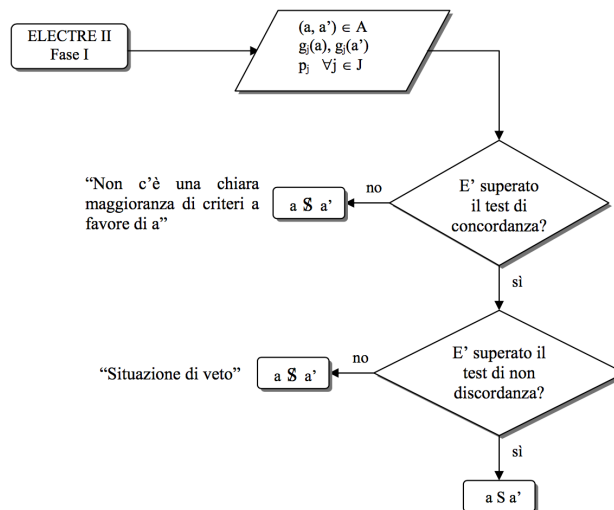 ELECTRE II
Fase I
(a, a’) ∈ A
gj(a), gj(a’)
pj ∀j ∈ J
“Non c’è una chiara
maggioranza di criteri a
favore di a”
a S̸ a’
no
E’ superato
il test di
concordanza?
sì
“Situazione di veto”
a S̸ a’
no
E’ superato il
test di non
discordanza?
sì
a S a’